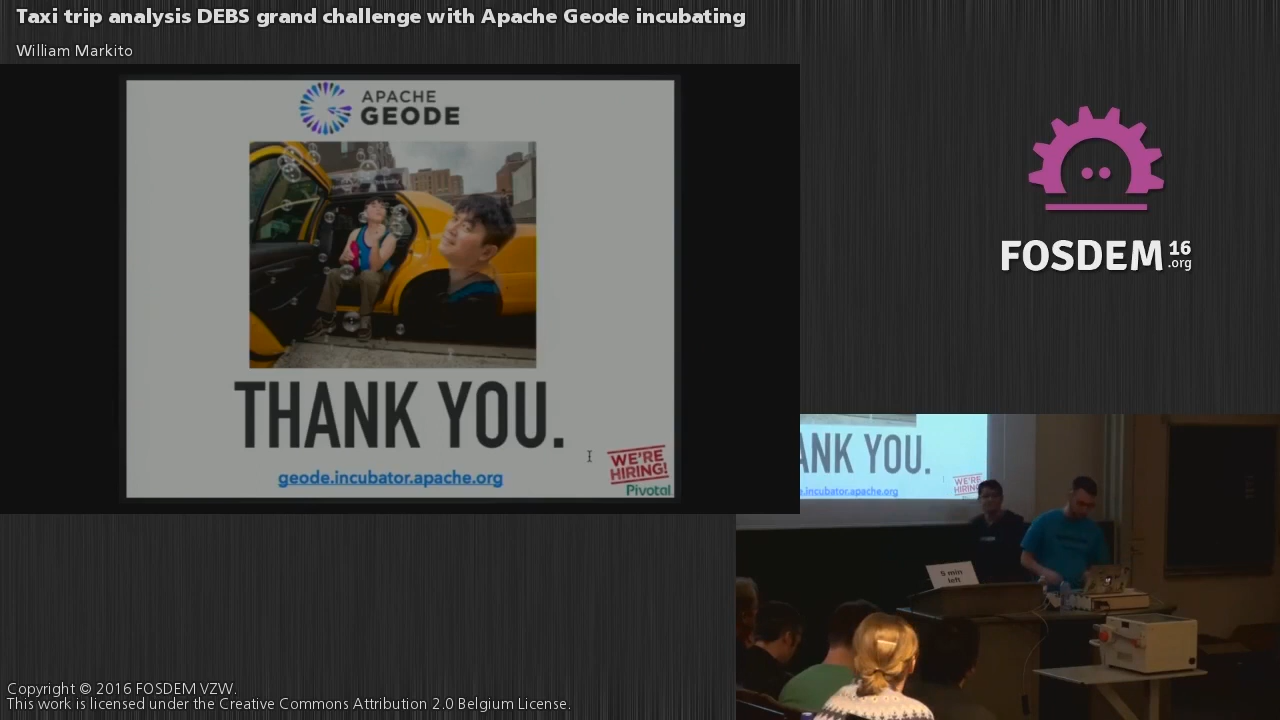 Taxi trip analysis DEBS grand challenge with Apache Geode incubating
William Markito
APACHE
GEODE
THANK YOU.
geode.incubator.apache.org
WE'RE
HIRING!
Pivotal
FOSDEM 16
.org
ANK YOU.
e.incubator.apache.org
WE'RE
HIRING!
Pivotal
5 min
left
Copyright © 2016 FOSDEM VZW.
This work is licensed under the Creative Commons Attribution 2.0 Belgium License.